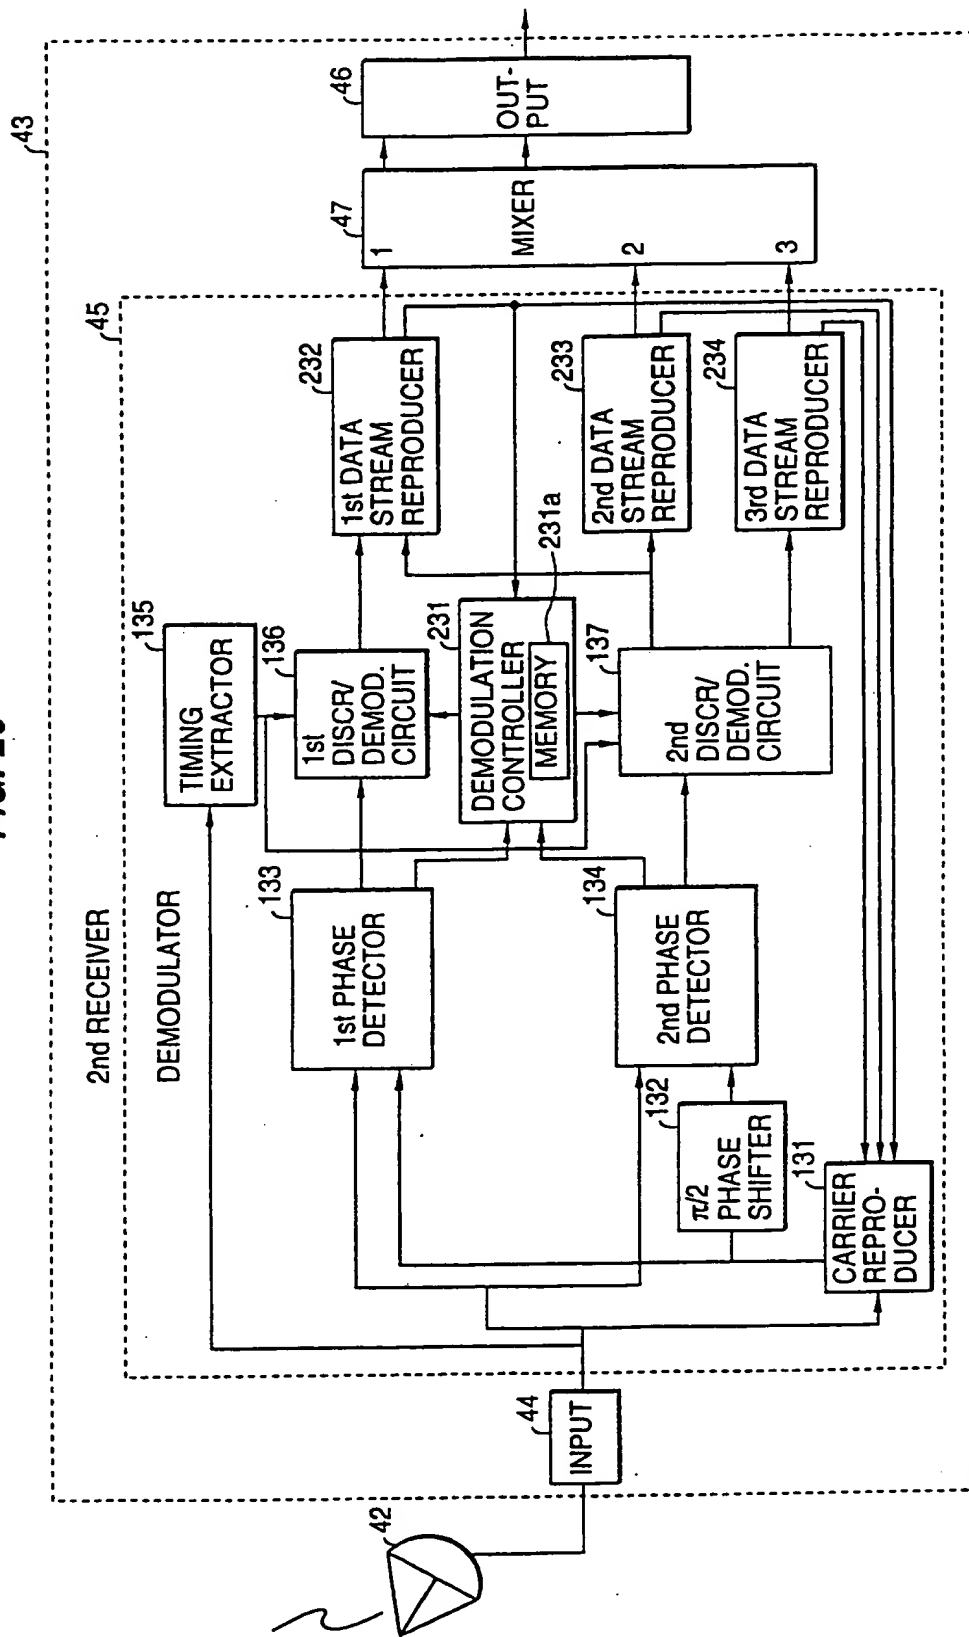 43
2nd RECEIVER
45
DEMODULATOR
135
TIMING
EXTRACTOR
136
1st
DISCR/
DEMOD.
CIRCUIT
232
1st DATA
STREAM
REPRODUCER
47
1
2
3
MIXER
46
OUT-
PUT
133
1st PHASE
DETECTOR
231
DEMODULATION
CONTROLLER
MEMORY
231a
134
2nd PHASE
DETECTOR
137
2nd
DISCR/
DEMOD.
CIRCUIT
233
2nd DATA
STREAM
REPRODUCER
234
3rd DATA
STREAM
REPRODUCER
132
π/2
PHASE
SHIFTER
131
CARRIER
REPRO-
DUCER
44
INPUT
42